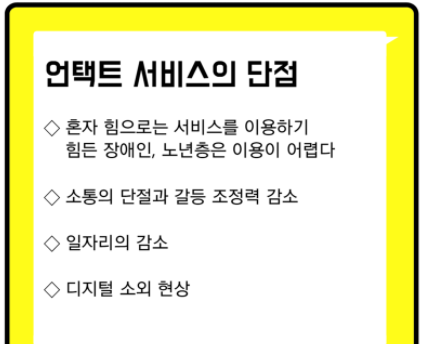 언택트 서비스의 단점
◇ 혼자 힘으로는 서비스를 이용하기
힘든 장애인, 노년층은 이용이 어렵다
◇ 소통의 단절과 갈등 조정력 감소
◇ 일자리의 감소
◇ 디지털 소외 현상